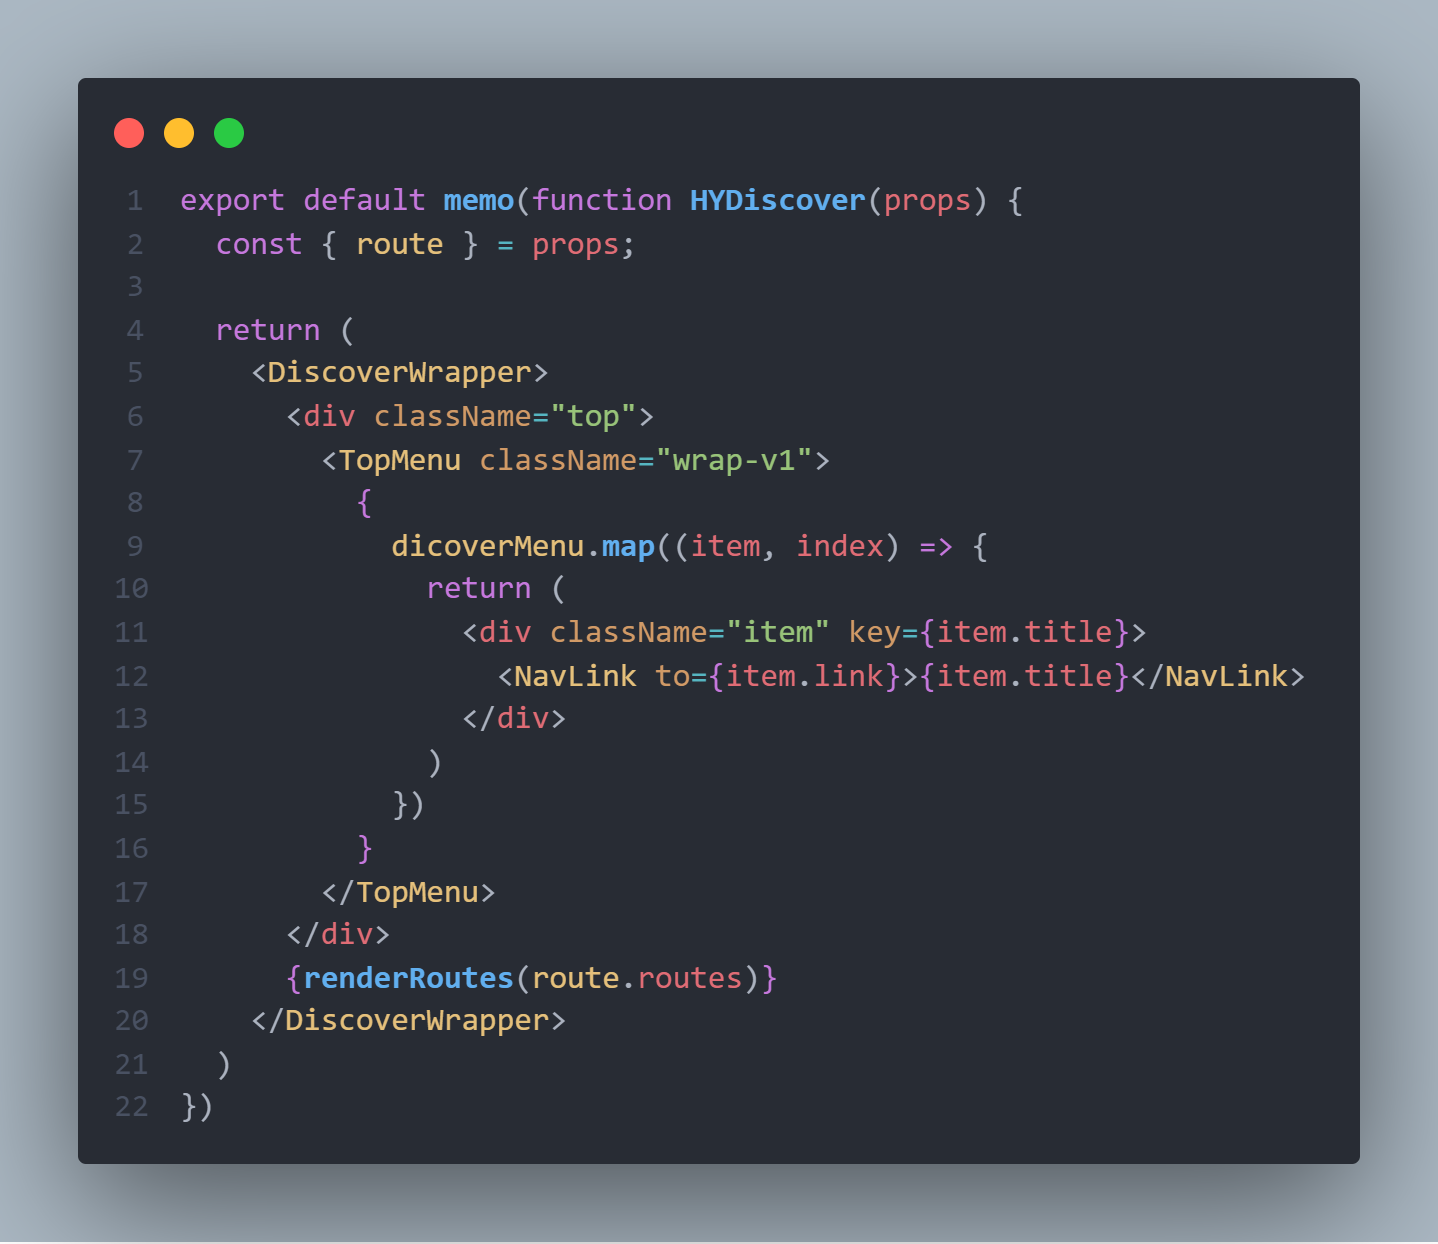 1 export default memo(function HYDiscover(props) {
2   const { route } = props;
3
4   return (
5     <DiscoverWrapper>
6       <div className="top">
7         <TopMenu className="wrap-v1">
8           {
9             dicoverMenu.map((item, index) => {
10               return (
11                 <div className="item" key={item.title}>
12                   <NavLink to={item.link}>{item.title}</NavLink>
13                 </div>
14               )
15             })
16           }
17         </TopMenu>
18       </div>
19       {renderRoutes(route.routes)}
20     </DiscoverWrapper>
21   )
22 })